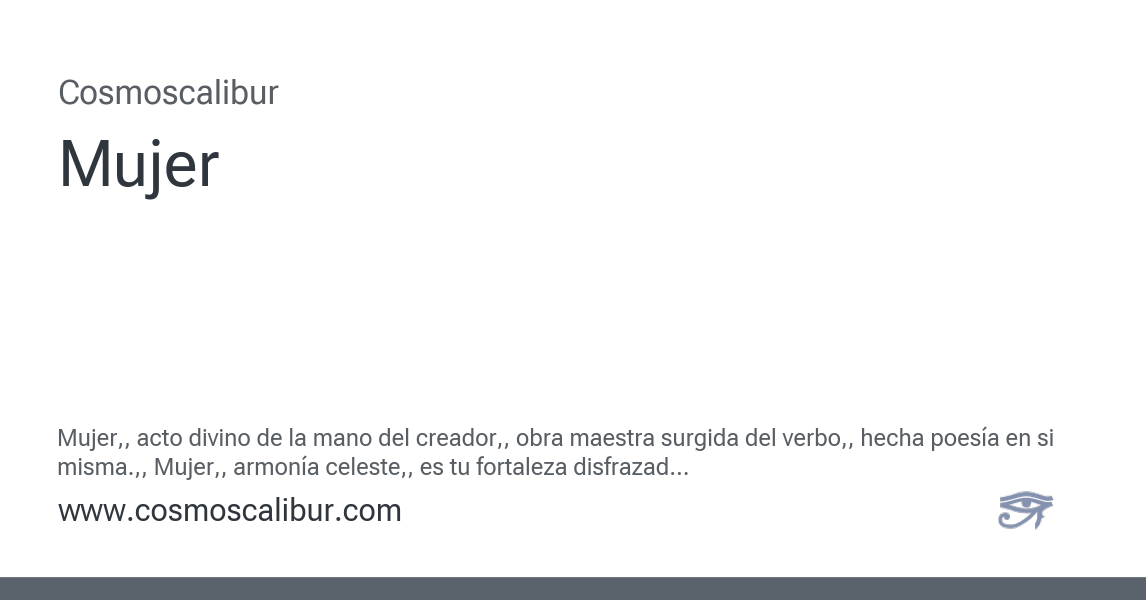 Cosmoscalibur
Mujer
Mujer,, acto divino de la mano del creador,, obra maestra surgida del verbo,, hecha poesía en si
misma.,, Mujer,, armonía celeste,, es tu fortaleza disfrazad...
www.cosmoscalibur.com